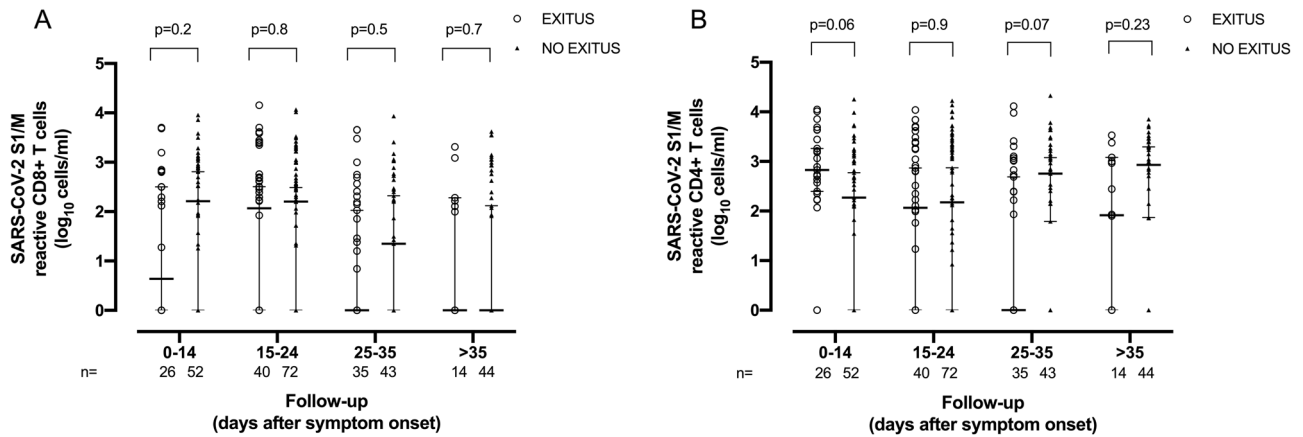 A
p=0.2 p=0.8 p=0.5 p=0.7
EXITUS
NO EXITUS
SARS-CoV-2 S1/M
reactive CD8+ T cells
(log10 cells/ml)
5
4
3
2
1
0
0-14 15-24 25-35 >35
n= 26 52 40 72 35 43 14 44
Follow-up
(days after symptom onset)
B
p=0.06 p=0.9 p=0.07 p=0.23
EXITUS
NO EXITUS
SARS-CoV-2 S1/M
reactive CD4+ T cells
(log10 cells/ml)
5
4
3
2
1
0
0-14 15-24 25-35 >35
n= 26 52 40 72 35 43 14 44
Follow-up
(days after symptom onset)